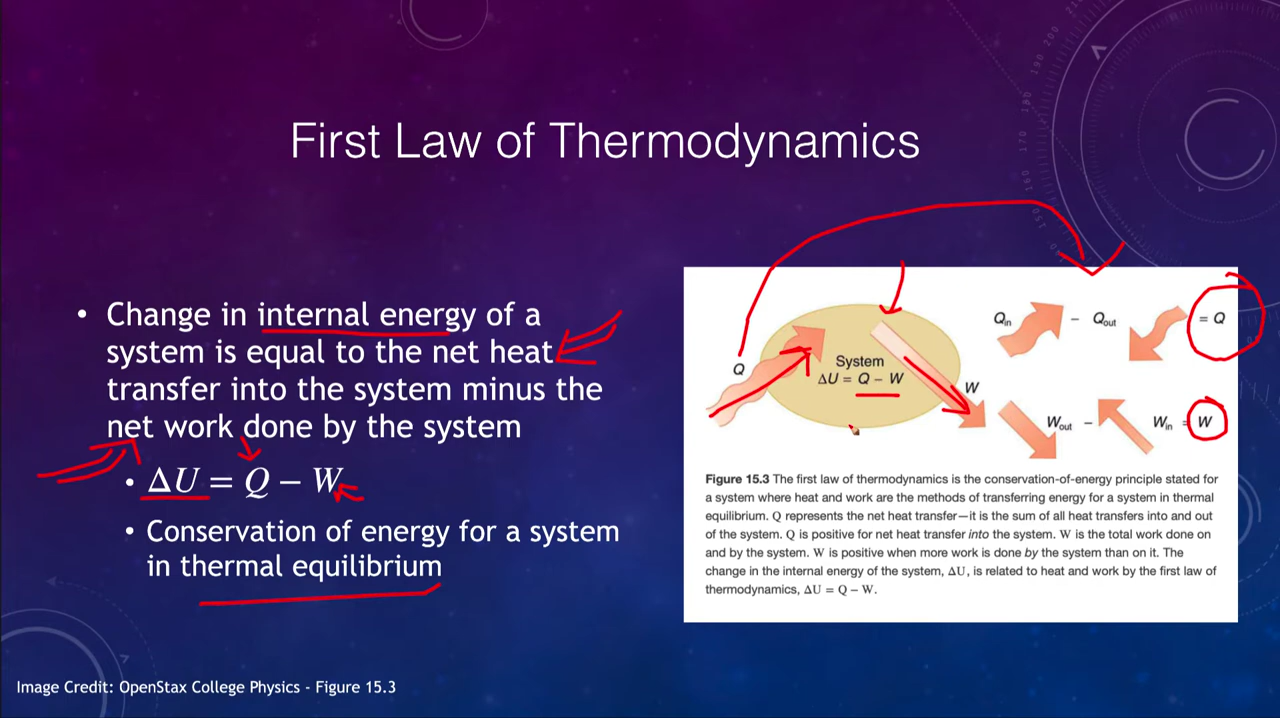 First Law of Thermodynamics
• Change in internal energy of a
system is equal to the net heat
transfer into the system minus the
net work done by the system
• ΔU = Q − W
• Conservation of energy for a system
in thermal equilibrium
Q
System
ΔU = Q − W
W
Qin − Qout = Q
Wout − Win = W
Figure 15.3 The first law of thermodynamics is the conservation-of-energy principle stated for
a system where heat and work are the methods of transferring energy for a system in thermal
equilibrium. Q represents the net heat transfer—it is the sum of all heat transfers into and out
of the system. Q is positive for net heat transfer into the system. W is the total work done on
and by the system. W is positive when more work is done by the system than on it. The
change in the internal energy of the system, ΔU, is related to heat and work by the first law of
thermodynamics, ΔU = Q − W.
Image Credit: OpenStax College Physics - Figure 15.3